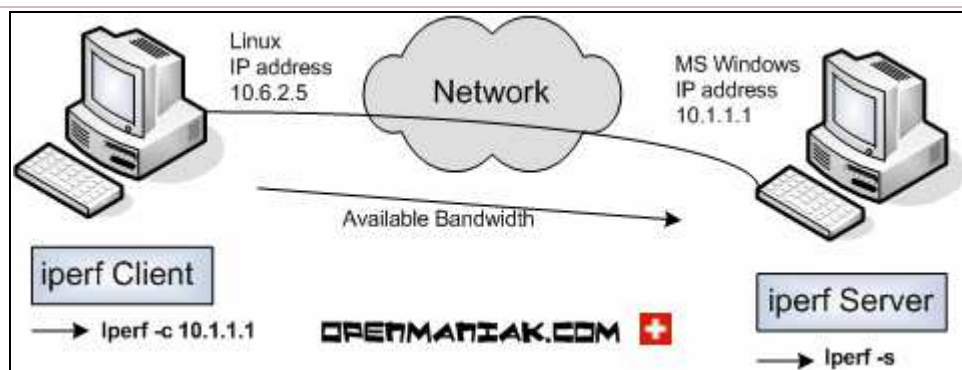 Linux
IP address
10.6.2.5
Network
MS Windows
IP address
10.1.1.1
Available Bandwidth
iperf Client
Iperf -c 10.1.1.1
OPENMANIAK.COM
iperf Server
Iperf -s